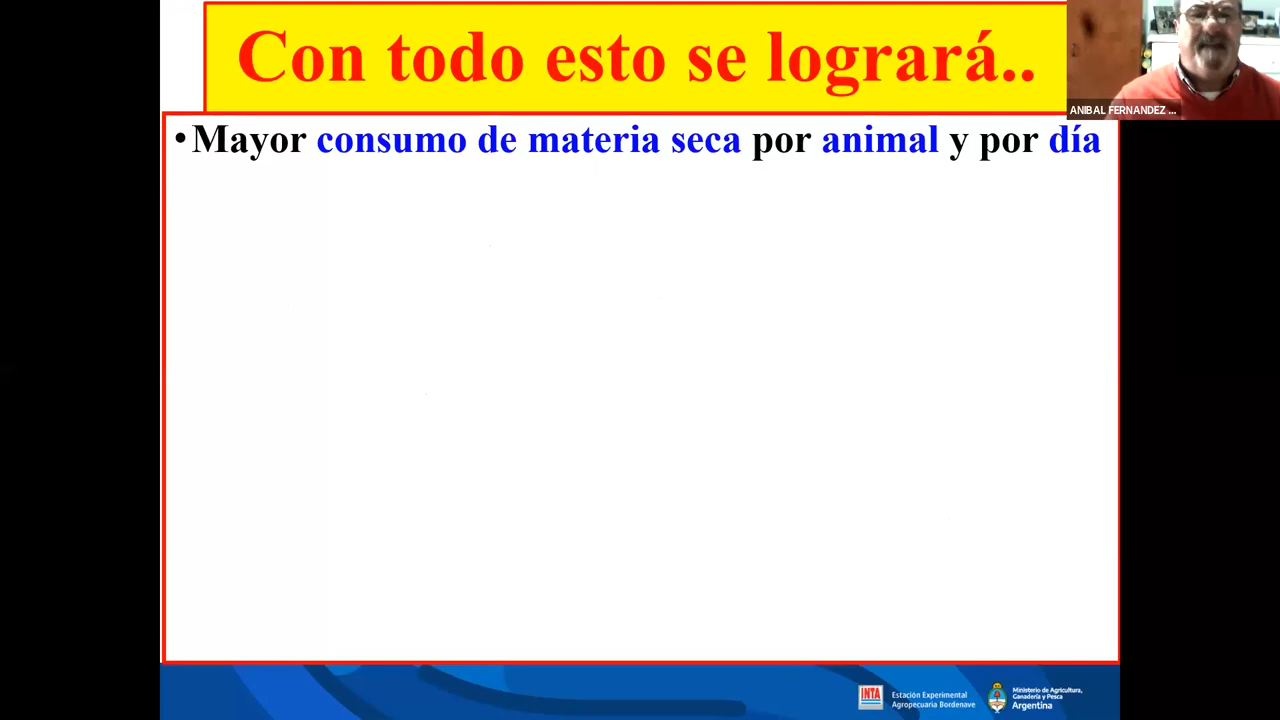 Con todo esto se logrará..
ANIBAL FERNANDEZ ...
•Mayor consumo de materia seca por animal y por día
INTA
Estación Experimental
Agropecuaria Bordenave
Ministerio de Agricultura,
Ganadería y Pesca
Argentina